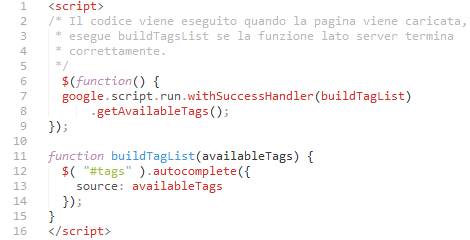 1 <script>
2 /* Il codice viene eseguito quando la pagina viene caricata,
3  * esegue buildTagsList se la funzione lato server termina
4  * correttamente.
5  */
6   $(function() {
7   google.script.run.withSuccessHandler(buildTagList)
8       .getAvailableTags();
9 });
10
11 function buildTagList(availableTags) {
12   $( "#tags" ).autocomplete({
13     source: availableTags
14   });
15 }
16 </script>